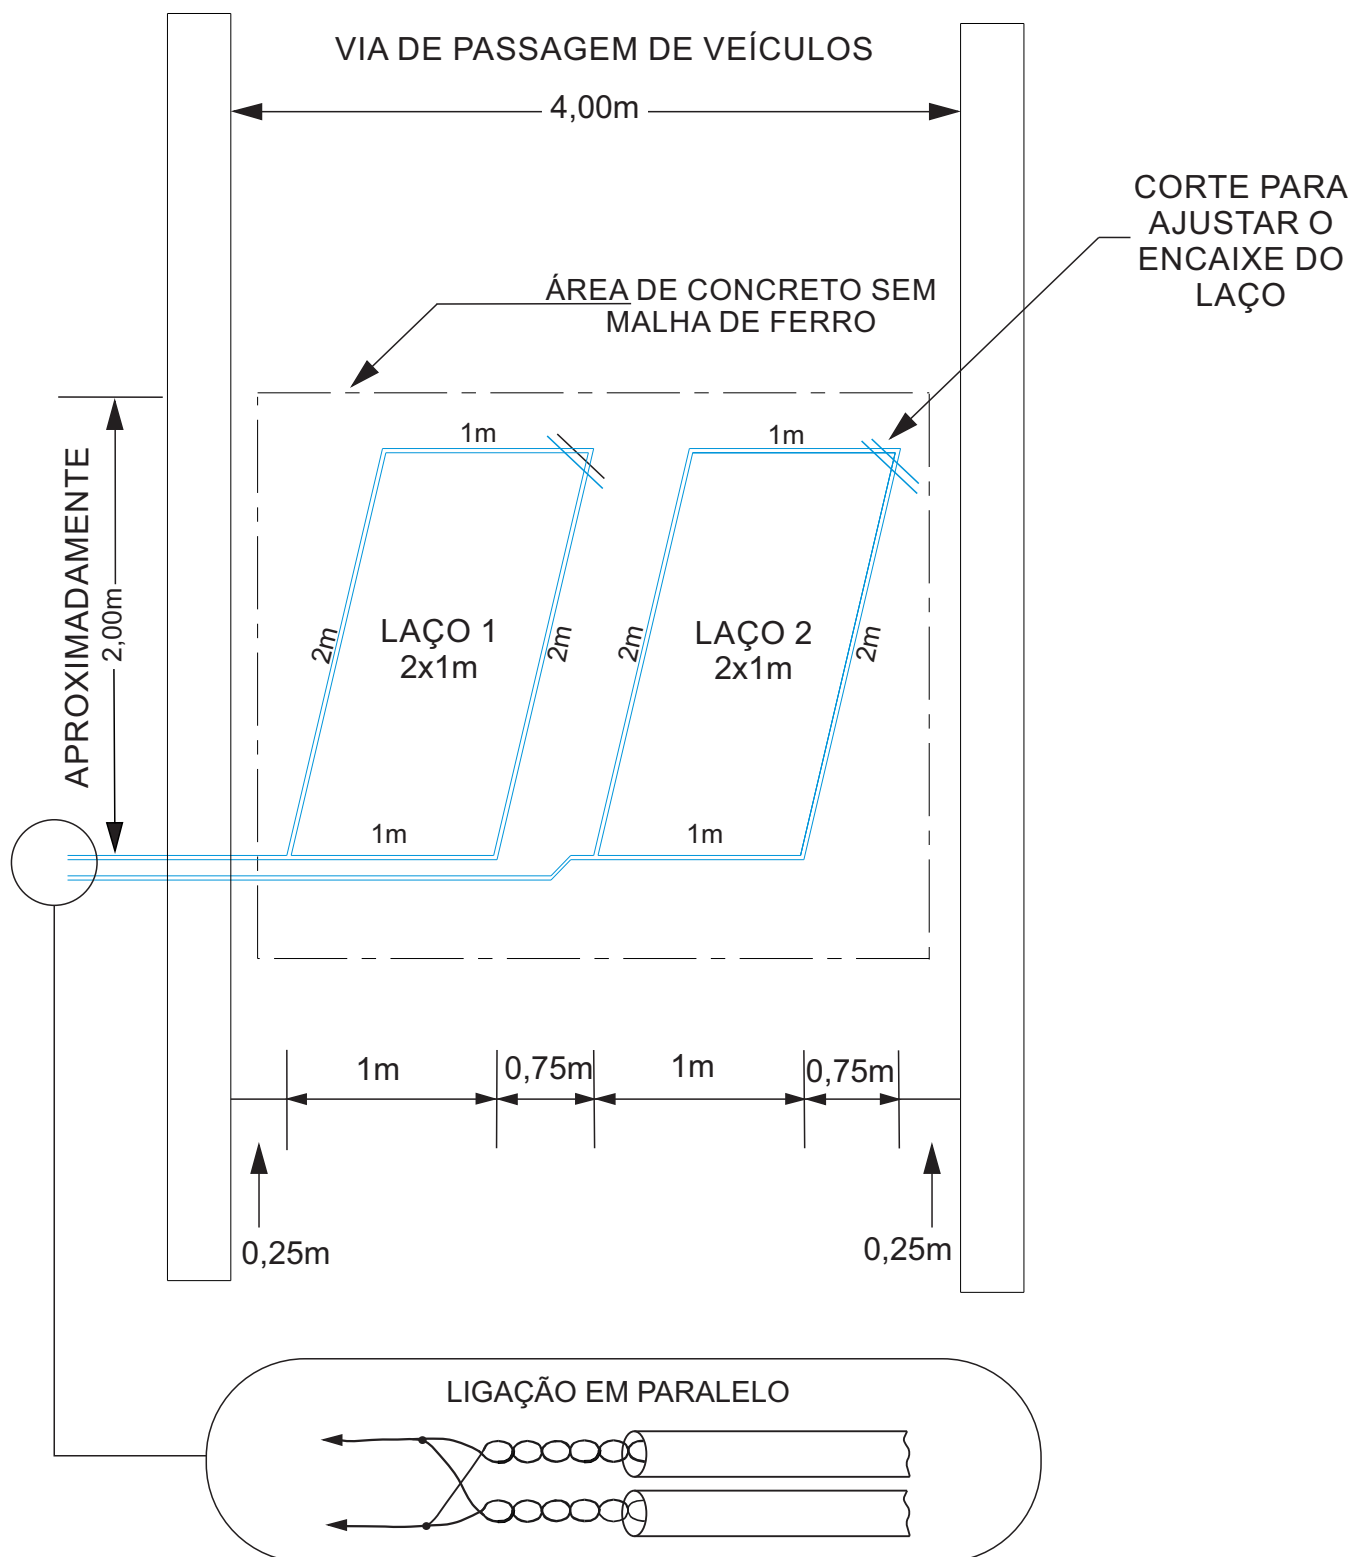 VIA DE PASSAGEM DE VEÍCULOS
4,00m
CORTE PARA
AJUSTAR O
ENCAIXE DO
LAÇO
ÁREA DE CONCRETO SEM
MALHA DE FERRO
APROXIMADAMENTE
2,00m
1m
1m
2m
LAÇO 1
2x1m
2m
2m
LAÇO 2
2x1m
2m
1m
1m
1m
0,75m
1m
0,75m
0,25m
0,25m
LIGAÇÃO EM PARALELO